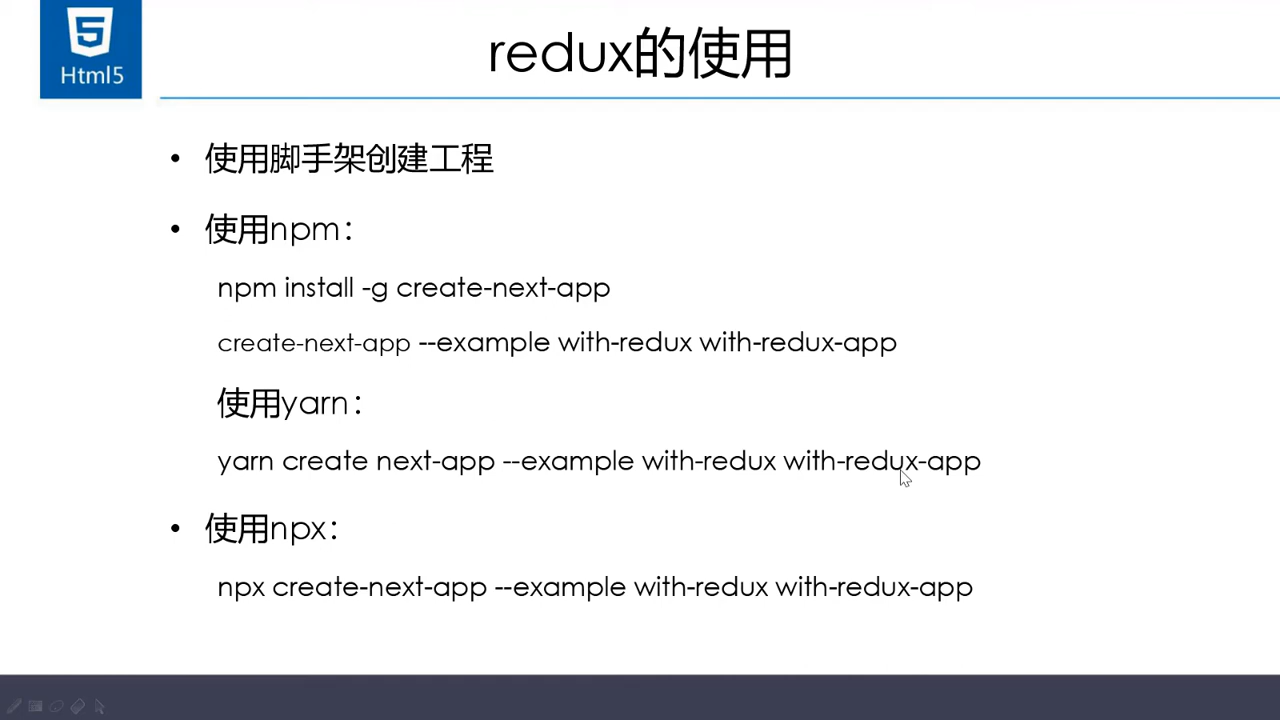 5
Html5
redux的使用
• 使用脚手架创建工程
• 使用npm：
npm install -g create-next-app
create-next-app --example with-redux with-redux-app
使用yarn：
yarn create next-app --example with-redux with-redux-app
• 使用npx：
npx create-next-app --example with-redux with-redux-app